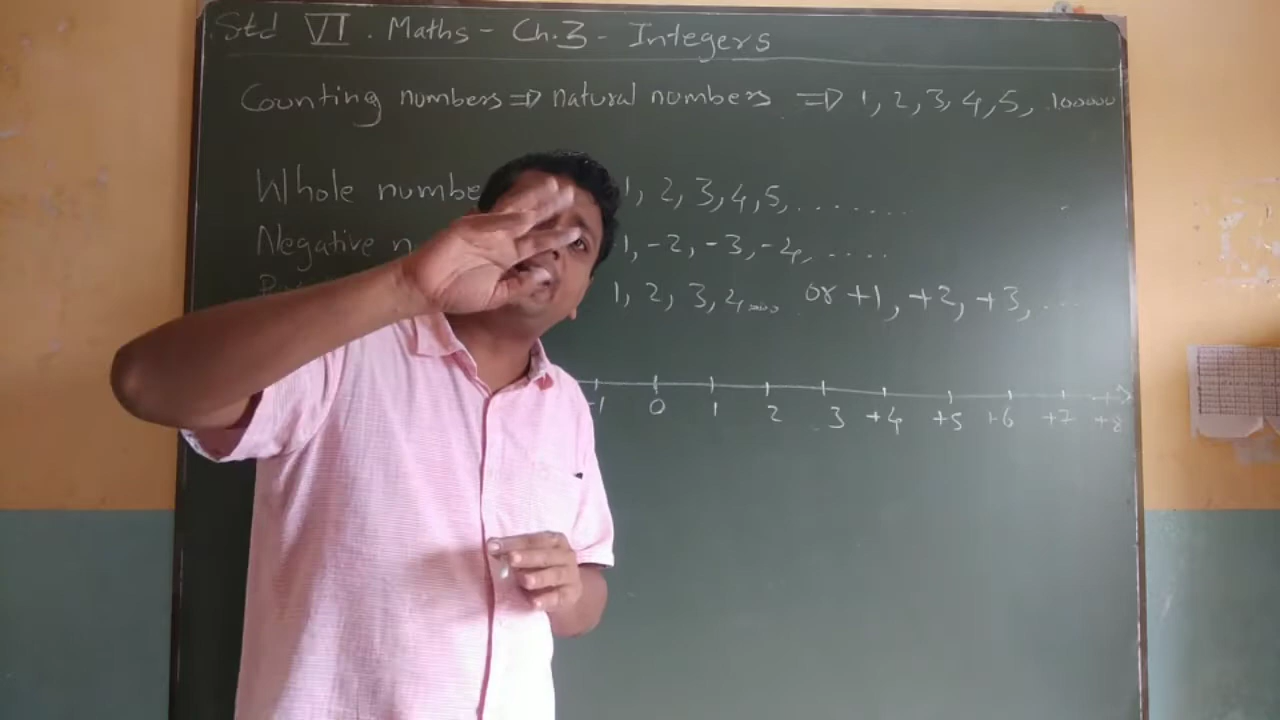 Std VI. Maths - Ch.3 - Integers
Counting numbers ⇒ natural numbers ⇒ 1, 2, 3, 4, 5, .100000
Whole numbe 1, 2, 3, 4, 5, .......
Negative n 1, -2, -3, -4, ....
1, 2, 3, 4..... or +1, +2, +3, ...
-1 0 1 2 3 +4 +5 +6 +7 +8